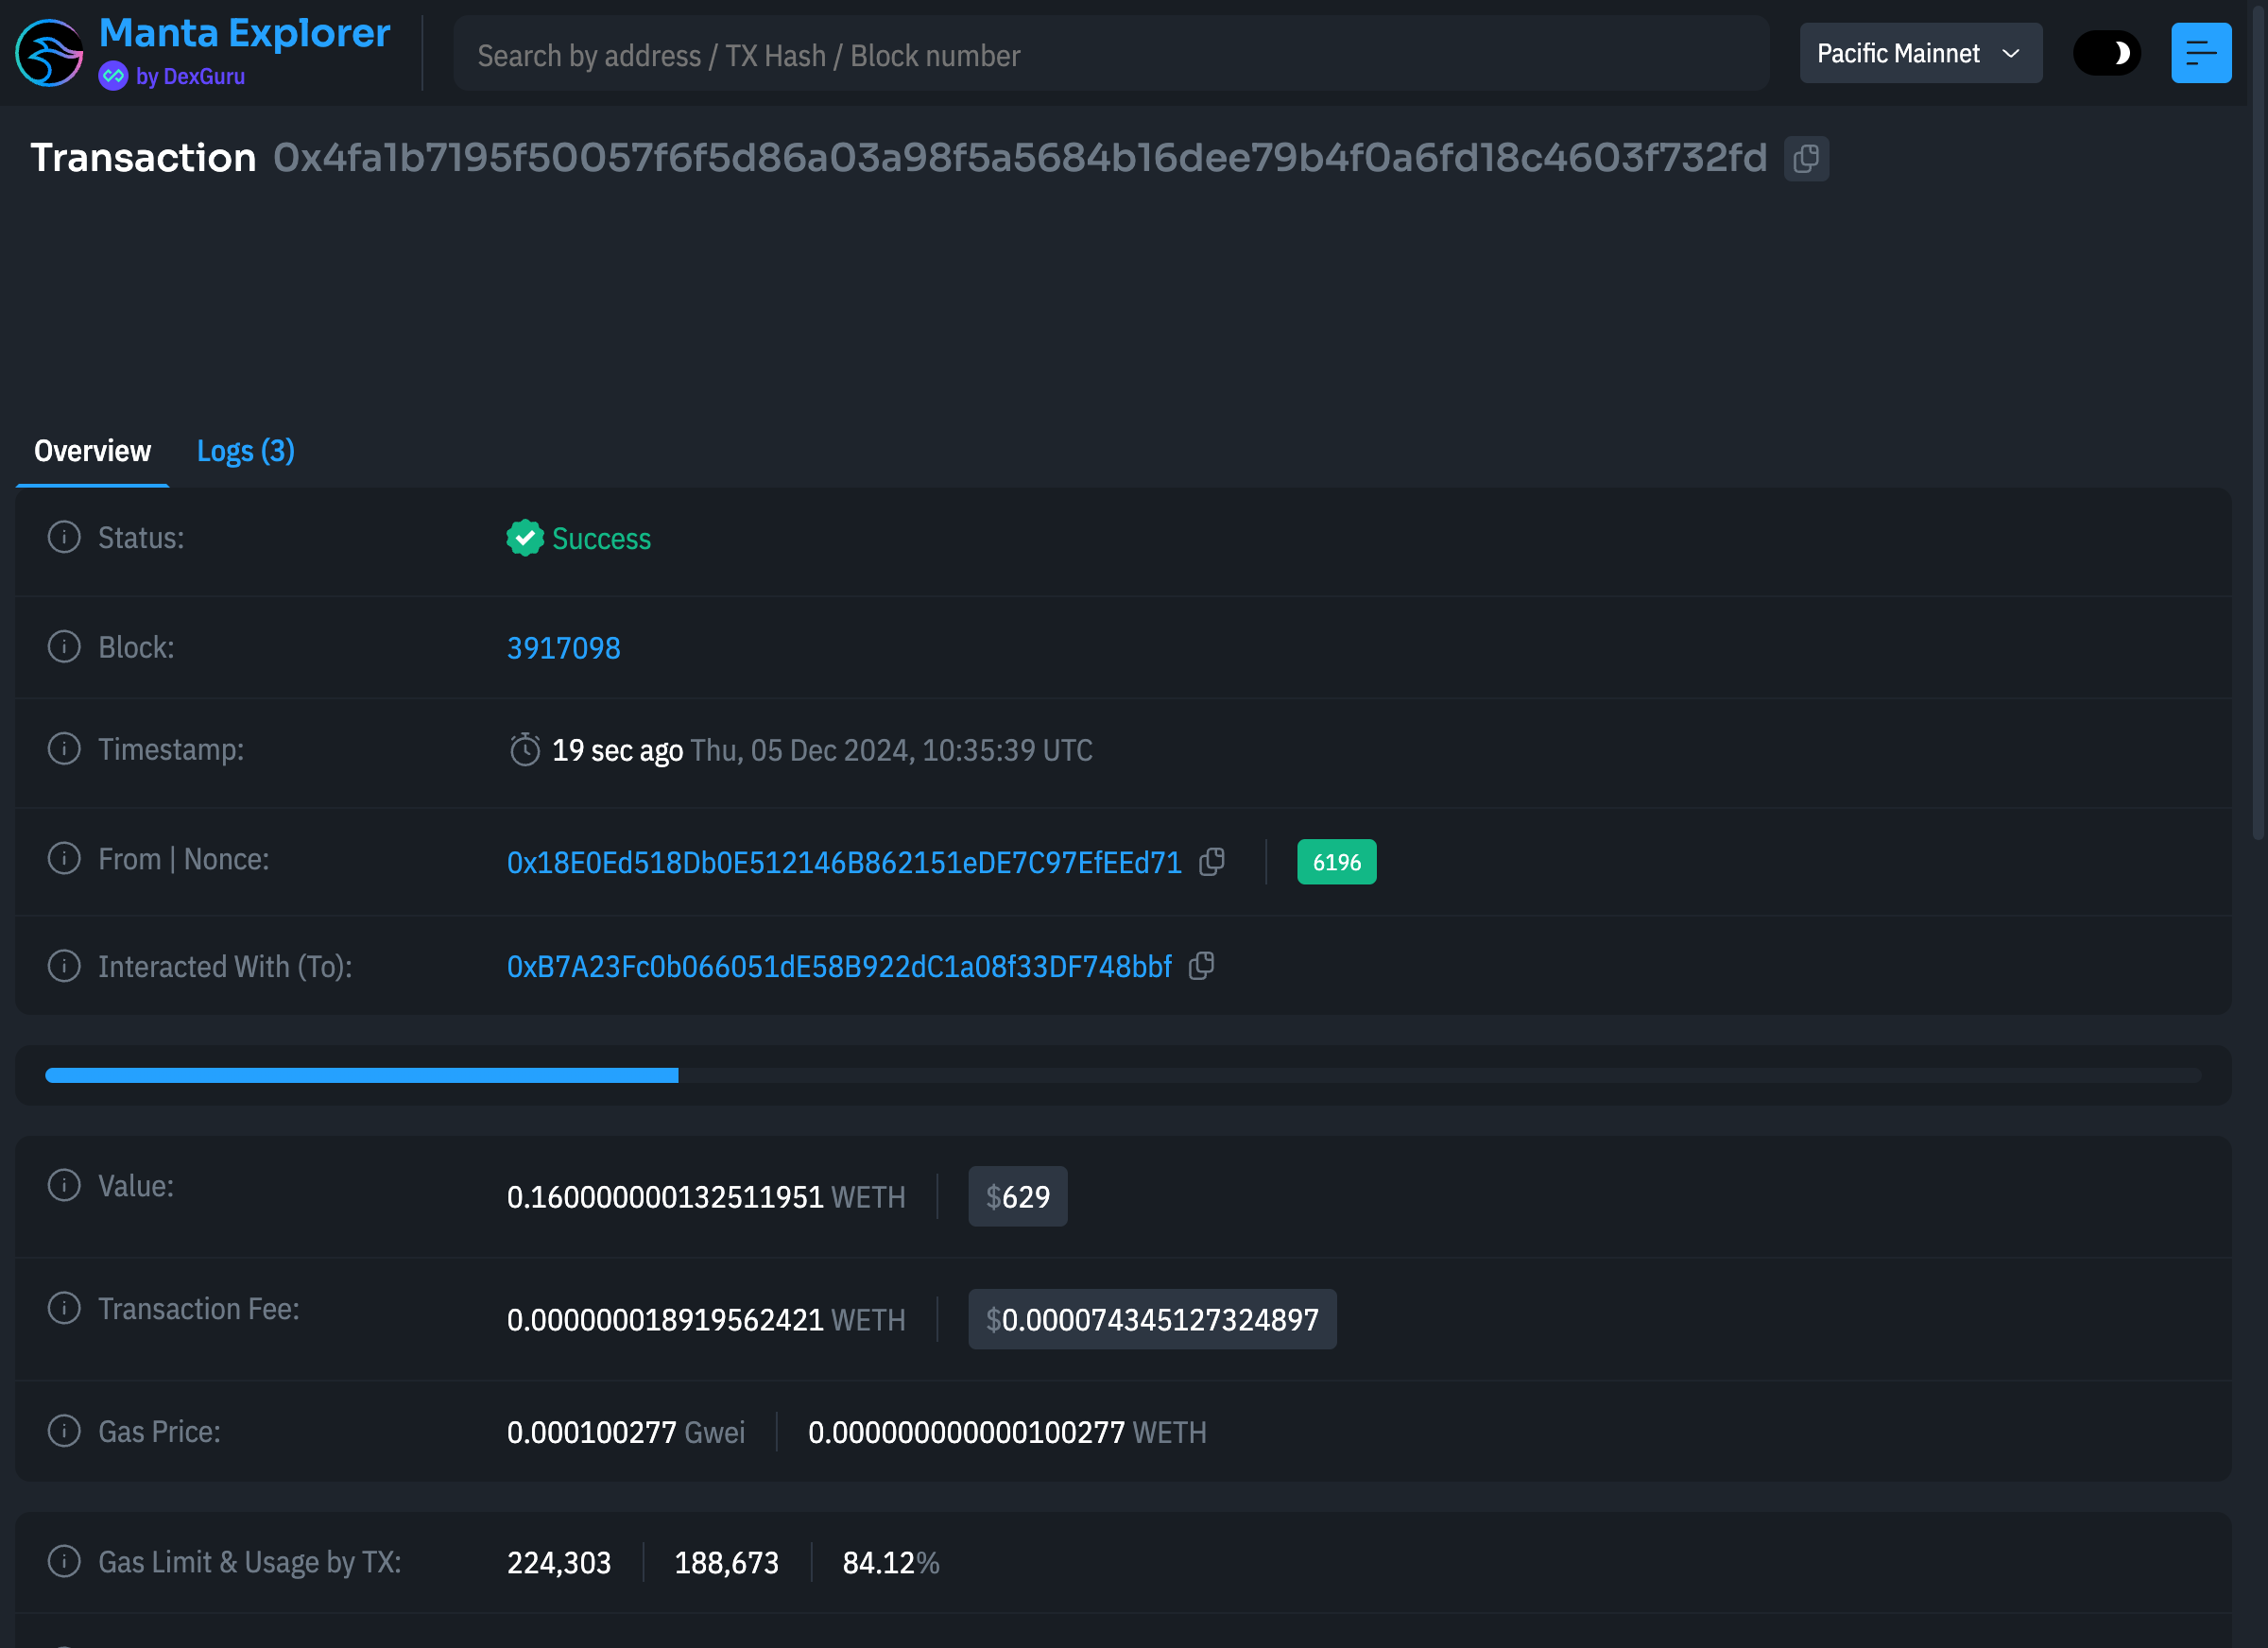 Manta Explorer
by DexGuru
Search by address / TX Hash / Block number
Pacific Mainnet
Transaction 0x4fa1b7195f50057f6f5d86a03a98f5a5684b16dee79b4f0a6fd18c4603f732fd
Overview Logs (3)
Status: Success
Block: 3917098
Timestamp: 19 sec ago Thu, 05 Dec 2024, 10:35:39 UTC
From | Nonce: 0x18E0Ed518Db0E512146B862151eDE7C97EfEEd71 6196
Interacted With (To): 0xB7A23Fc0b066051dE58B922dC1a08f33DF748bbf
Value: 0.160000000132511951 WETH $629
Transaction Fee: 0.000000018919562421 WETH $0.000074345127324897
Gas Price: 0.000100277 Gwei 0.000000000000100277 WETH
Gas Limit & Usage by TX: 224,303 188,673 84.12%